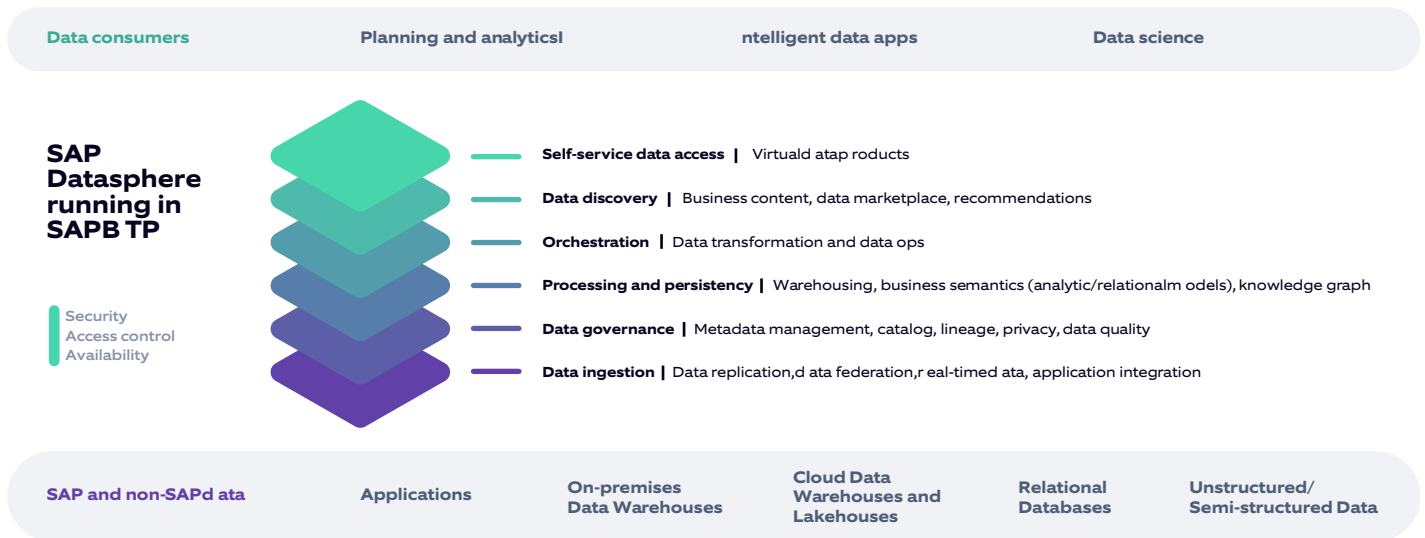 Data consumers
Planning and analyticsI
ntelligent data apps
Data science
SAP
Datasphere
running in
SAPB TP
Security
Access control
Availability
Self-service data access | Virtuald atap roducts
Data discovery | Business content, data marketplace, recommendations
Orchestration | Data transformation and data ops
Processing and persistency | Warehousing, business semantics (analytic/relationalm odels), knowledge graph
Data governance | Metadata management, catalog, lineage, privacy, data quality
Data ingestion | Data replication,d ata federation,r eal-timed ata, application integration
SAP and non-SAPd ata
Applications
On-premises
Data Warehouses
Cloud Data
Warehouses and
Lakehouses
Relational
Databases
Unstructured/
Semi-structured Data